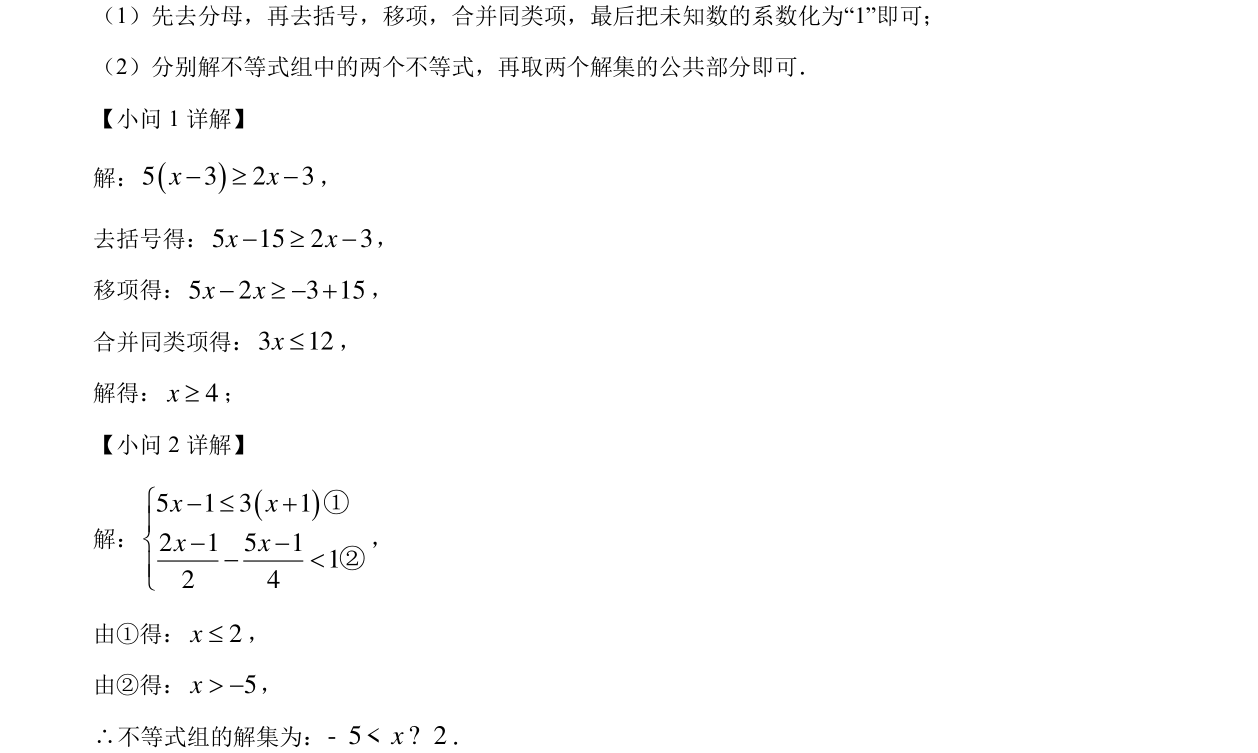 （1）先去分母，再去括号，移项，合并同类项，最后把未知数的系数化为“1”即可；
（2）分别解不等式组中的两个不等式，再取两个解集的公共部分即可．
【小问 1 详解】
解：5(x−3)≥2x−3，
去括号得：5x−15≥2x−3，
移项得：5x−2x≥−3+15，
合并同类项得：3x≤12，
解得：x≥4；
【小问 2 详解】
解：{5x−1≤3(x+1)①
(2x−1)/2−(5x−1)/4<1②，
由①得：x≤2，
由②得：x>−5，
∴不等式组的解集为：- 5< x? 2．